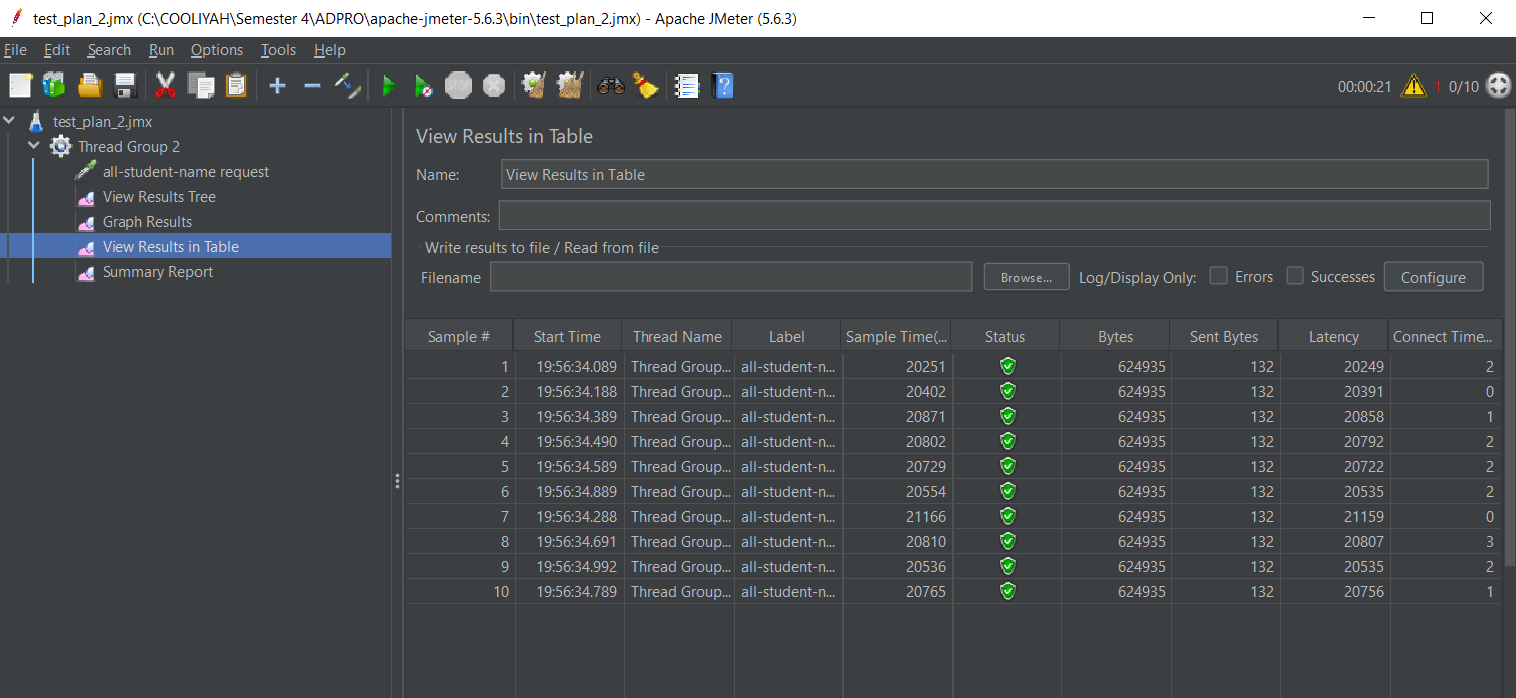 test_plan_2.jmx (C:\COOLIYAH\Semester 4\ADPRO\apache-jmeter-5.6.3\bin\test_plan_2.jmx) - Apache JMeter (5.6.3)
File Edit Search Run Options Tools Help
STOP 00:00:21 1 0/10
test_plan_2.jmx
Thread Group 2
all-student-name request
View Results Tree
Graph Results
View Results in Table
Summary Report
View Results in Table
Name: View Results in Table
Comments:
Write results to file / Read from file
Filename Browse... Log/Display Only: Errors Successes Configure
Sample # Start Time Thread Name Label Sample Time(... Status Bytes Sent Bytes Latency Connect Time...
1 19:56:34.089 Thread Group... all-student-n... 20251 624935 132 20249 2
2 19:56:34.188 Thread Group... all-student-n... 20402 624935 132 20391 0
3 19:56:34.389 Thread Group... all-student-n... 20871 624935 132 20858 1
4 19:56:34.490 Thread Group... all-student-n... 20802 624935 132 20792 2
5 19:56:34.589 Thread Group... all-student-n... 20729 624935 132 20722 2
6 19:56:34.889 Thread Group... all-student-n... 20554 624935 132 20535 2
7 19:56:34.288 Thread Group... all-student-n... 21166 624935 132 21159 0
8 19:56:34.691 Thread Group... all-student-n... 20810 624935 132 20807 3
9 19:56:34.992 Thread Group... all-student-n... 20536 624935 132 20535 2
10 19:56:34.789 Thread Group... all-student-n... 20765 624935 132 20756 1